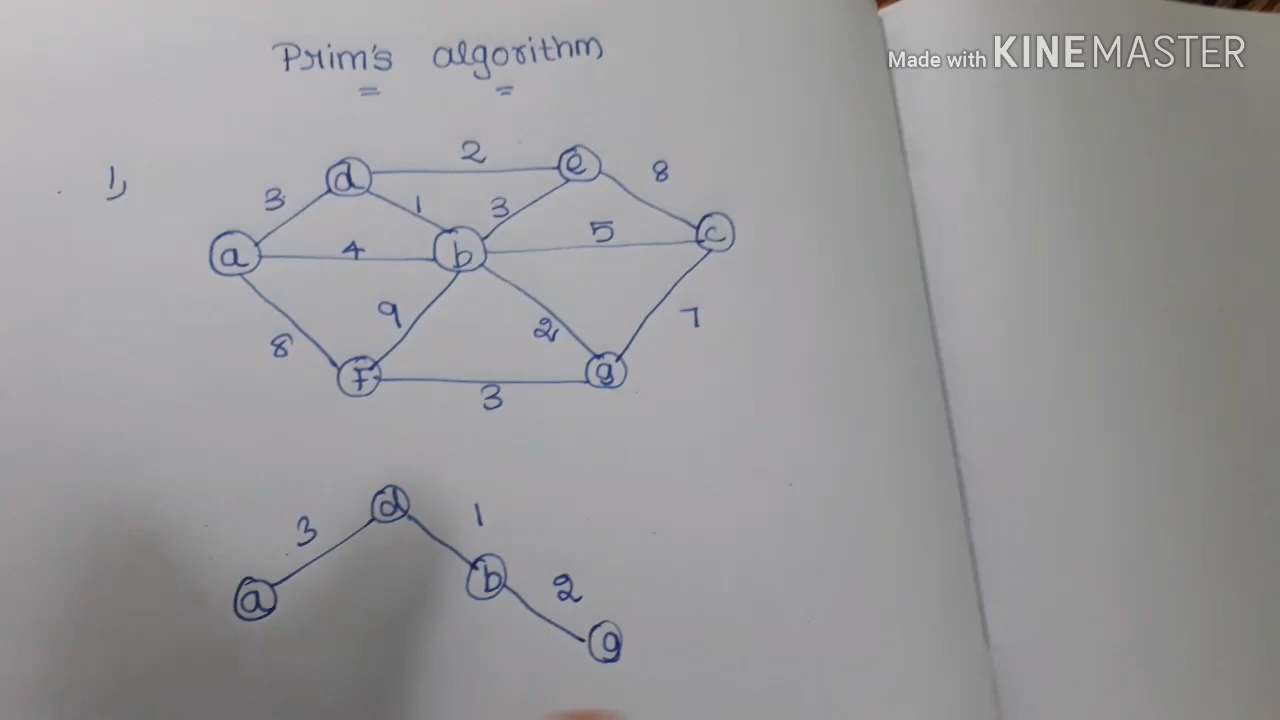 Prim's algorithm
Made with KINEMASTER
1,
d 2 e
3 1 3 8
a 4 b 5 c
8 9 2 7
f 3 g
3 d 1
a b 2
g